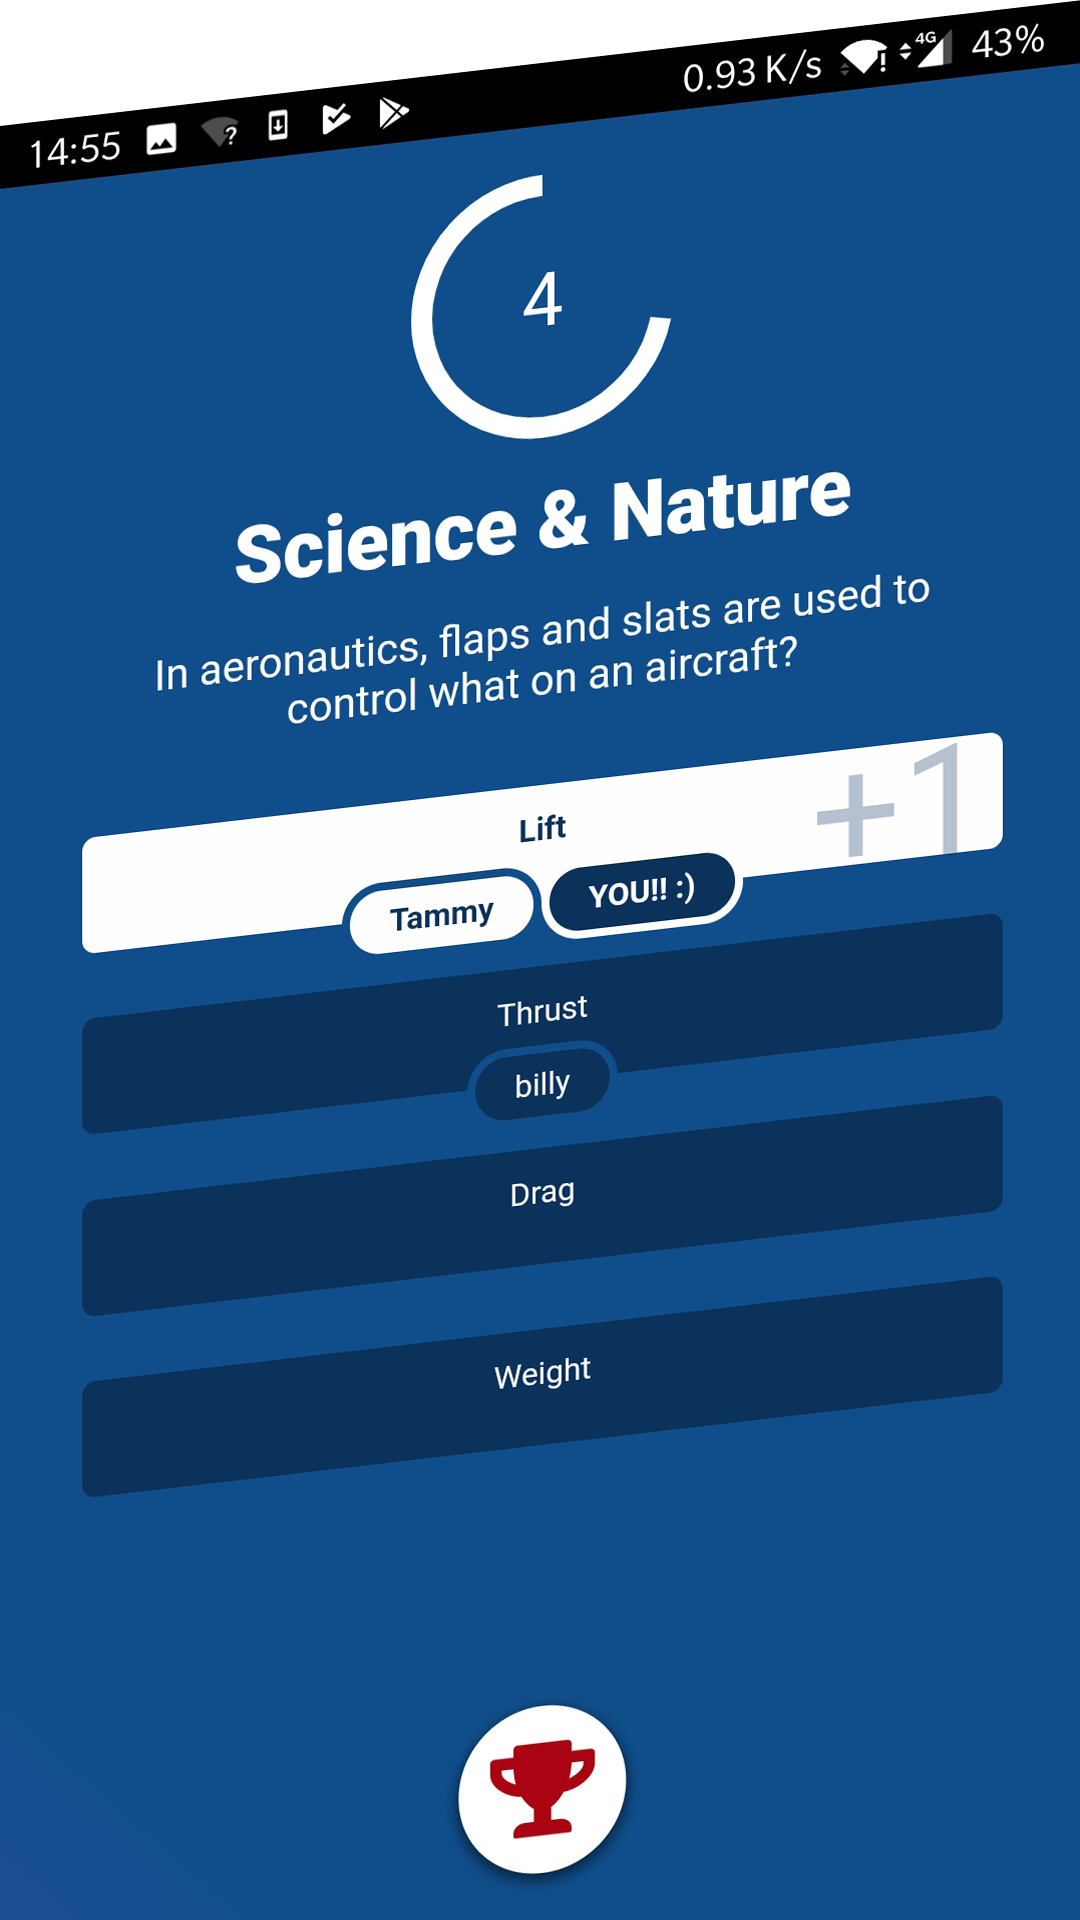 14:55 0.93 K/s 4G 43%
4
Science & Nature
In aeronautics, flaps and slats are used to
control what on an aircraft?
+1
Lift
Tammy YOU!! :)
Thrust
billy
Drag
Weight